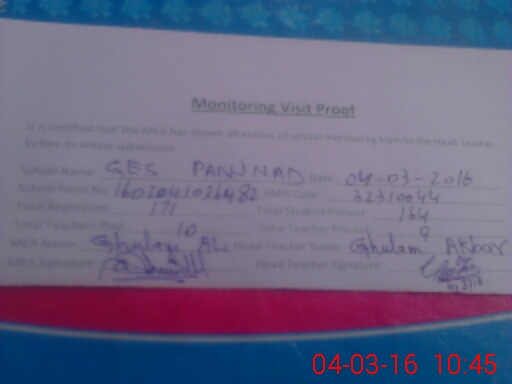 Monitoring Visit Proof
It is certified that the MEA has shown all entries of school monitoring form to the Head Teacher
before its online submission.
School Name: GES PANJNAD Date: 04-03-2016
School Form No: EMIS Code: 32310044
Total Registered: 171 Total Student Present: 164
Total Teachers Post: 10 Total Teacher Present: 9
MEA Name: Ghulam Ali Head Teacher Name: Ghulam Akbar
MEA Signature: Head Teacher Signature:
04-03-16 10:45